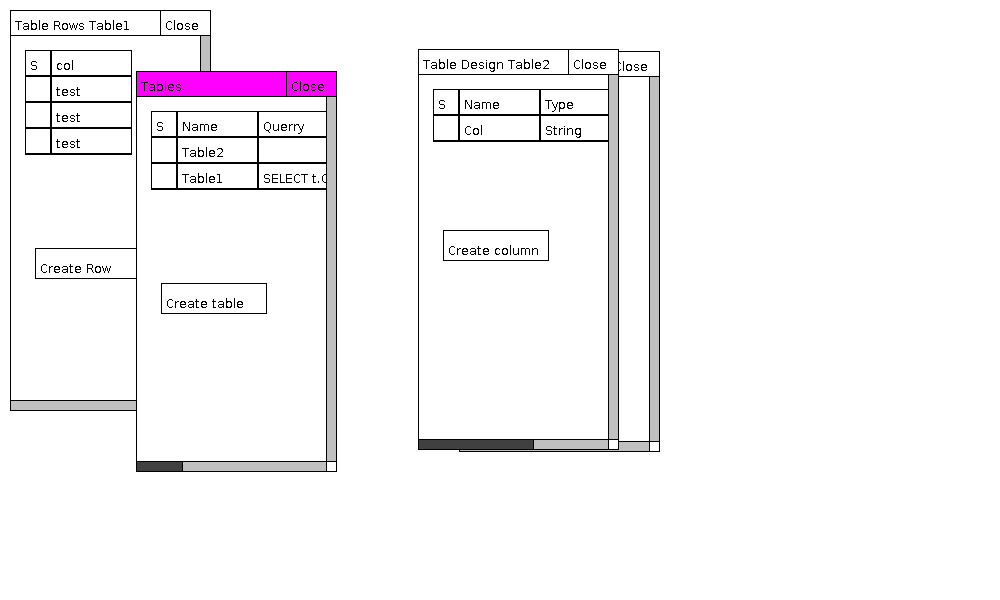 Table Rows Table1 Close
S col
test
test
test
Create Row
Tables Close
S Name Querry
Table2
Table1 SELECT t.
Create table
Table Design Table2 Close
S Name Type
Col String
Create column
Close